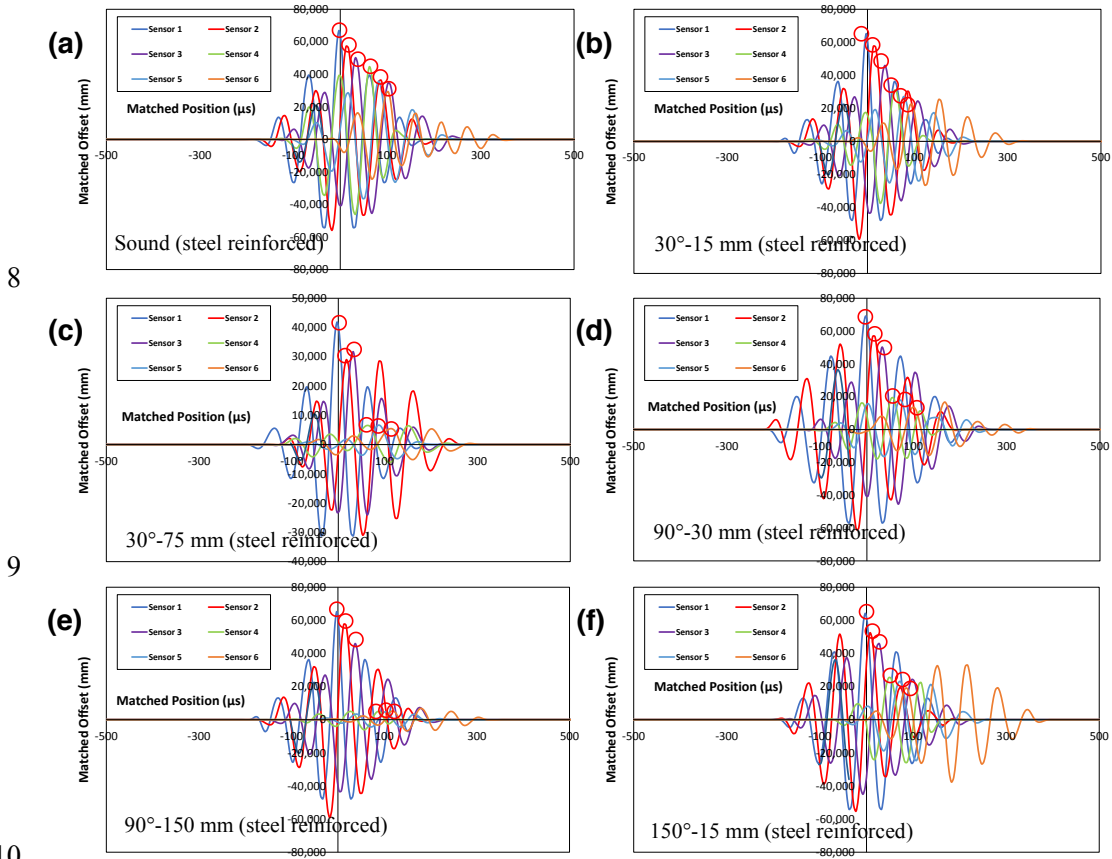 (a)
80,000
60,000
40,000
20,000
0
-20,000
-40,000
-60,000
-80,000
-500 -300 -100 100 300 500
Matched Offset (mm)
Matched Position (µs)
Sensor 1 Sensor 2
Sensor 3 Sensor 4
Sensor 5 Sensor 6
Sound (steel reinforced)
(b)
80,000
60,000
40,000
20,000
0
-20,000
-40,000
-60,000
-80,000
-500 -300 -100 100 300 500
Matched Offset (mm)
Matched Position (µs)
Sensor 1 Sensor 2
Sensor 3 Sensor 4
Sensor 5 Sensor 6
30°-15 mm (steel reinforced)
8
(c)
50,000
40,000
30,000
20,000
10,000
0
-10,000
-20,000
-30,000
-40,000
-500 -300 -100 100 300 500
Matched Offset (mm)
Matched Position (µs)
Sensor 1 Sensor 2
Sensor 3 Sensor 4
Sensor 5 Sensor 6
30°-75 mm (steel reinforced)
(d)
80,000
60,000
40,000
20,000
0
-20,000
-40,000
-60,000
-80,000
-500 -300 -100 100 300 500
Matched Offset (mm)
Matched Position (µs)
Sensor 1 Sensor 2
Sensor 3 Sensor 4
Sensor 5 Sensor 6
90°-30 mm (steel reinforced)
9
(e)
80,000
60,000
40,000
20,000
0
-20,000
-40,000
-60,000
-80,000
-500 -300 -100 100 300 500
Matched Offset (mm)
Matched Position (µs)
Sensor 1 Sensor 2
Sensor 3 Sensor 4
Sensor 5 Sensor 6
90°-150 mm (steel reinforced)
(f)
80,000
60,000
40,000
20,000
0
-20,000
-40,000
-60,000
-80,000
-500 -300 -100 100 300 500
Matched Offset (mm)
Matched Position (µs)
Sensor 1 Sensor 2
Sensor 3 Sensor 4
Sensor 5 Sensor 6
150°-15 mm (steel reinforced)
10